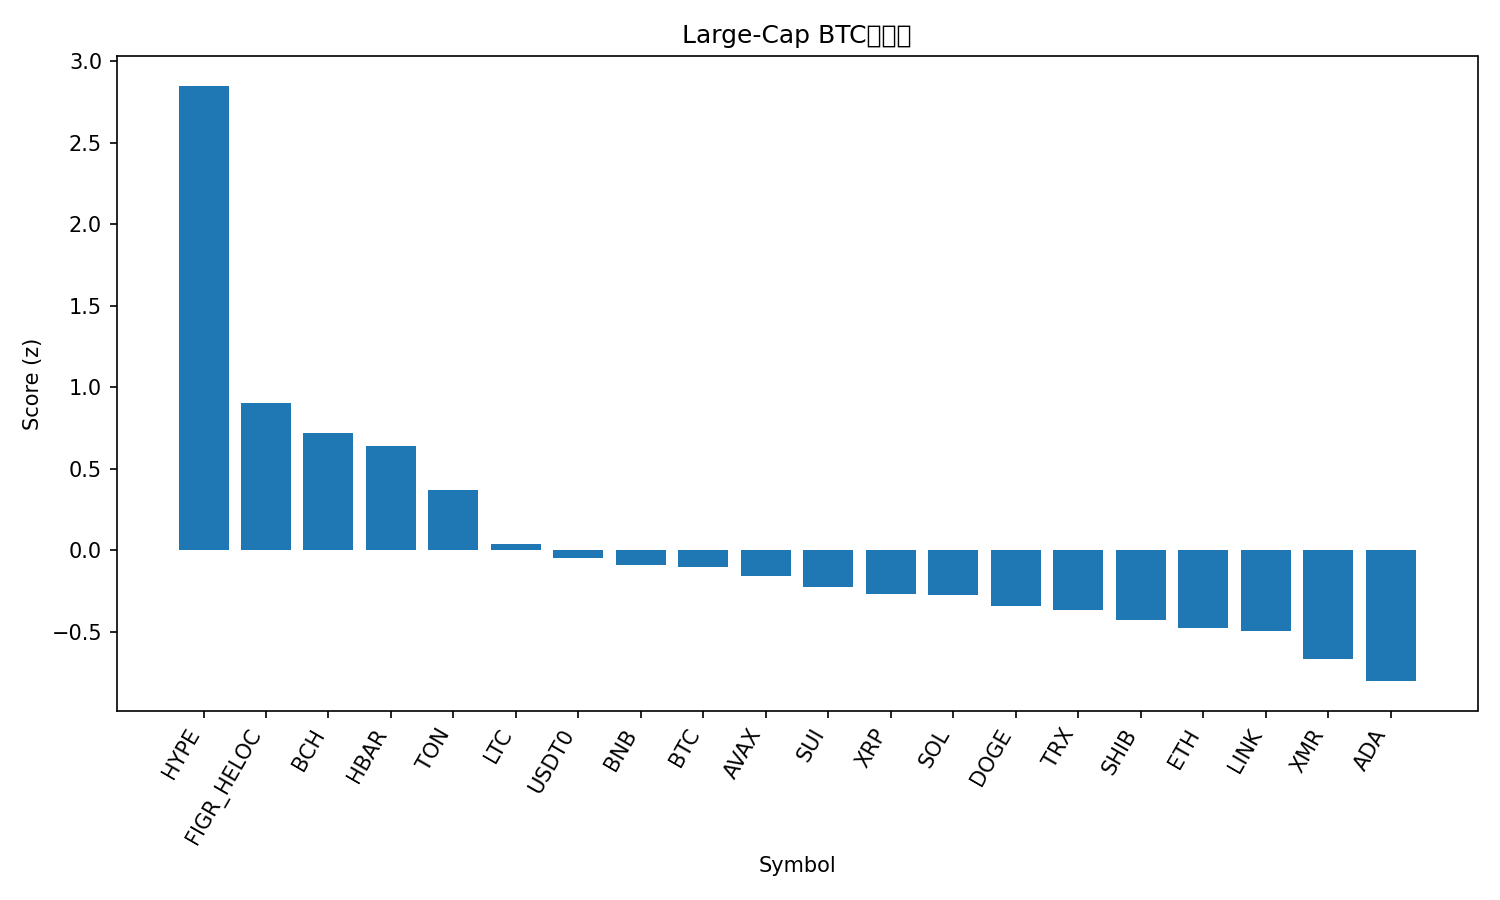 Large-Cap BTC
3.0
2.5
2.0
1.5
1.0
0.5
0.0
−0.5
Score (z)
HYPE
FIGR_HELOC
BCH
HBAR
TON
LTC
USDT0
BNB
BTC
AVAX
SUI
XRP
SOL
DOGE
TRX
SHIB
ETH
LINK
XMR
ADA
Symbol